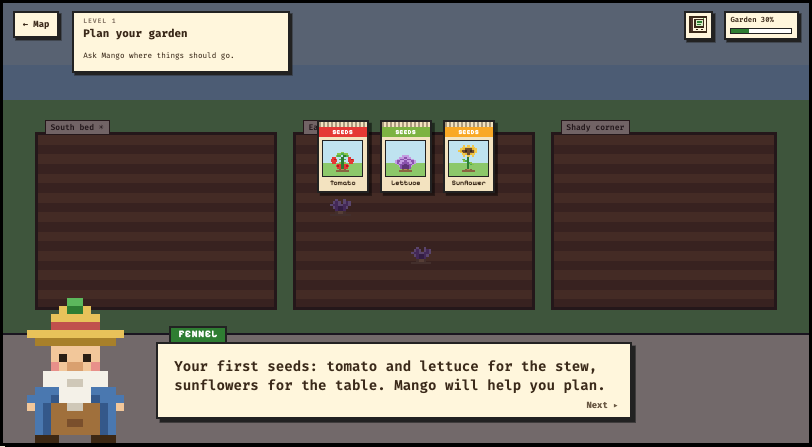 ← Map
LEVEL 1
Plan your garden
Ask Mango where things should go.
Garden 30%
South bed ☀
Ea
SEEDS
Tomato
SEEDS
Lettuce
SEEDS
Sunflower
Shady corner
FENNEL
Your first seeds: tomato and lettuce for the stew,
sunflowers for the table. Mango will help you plan.
Next ▸